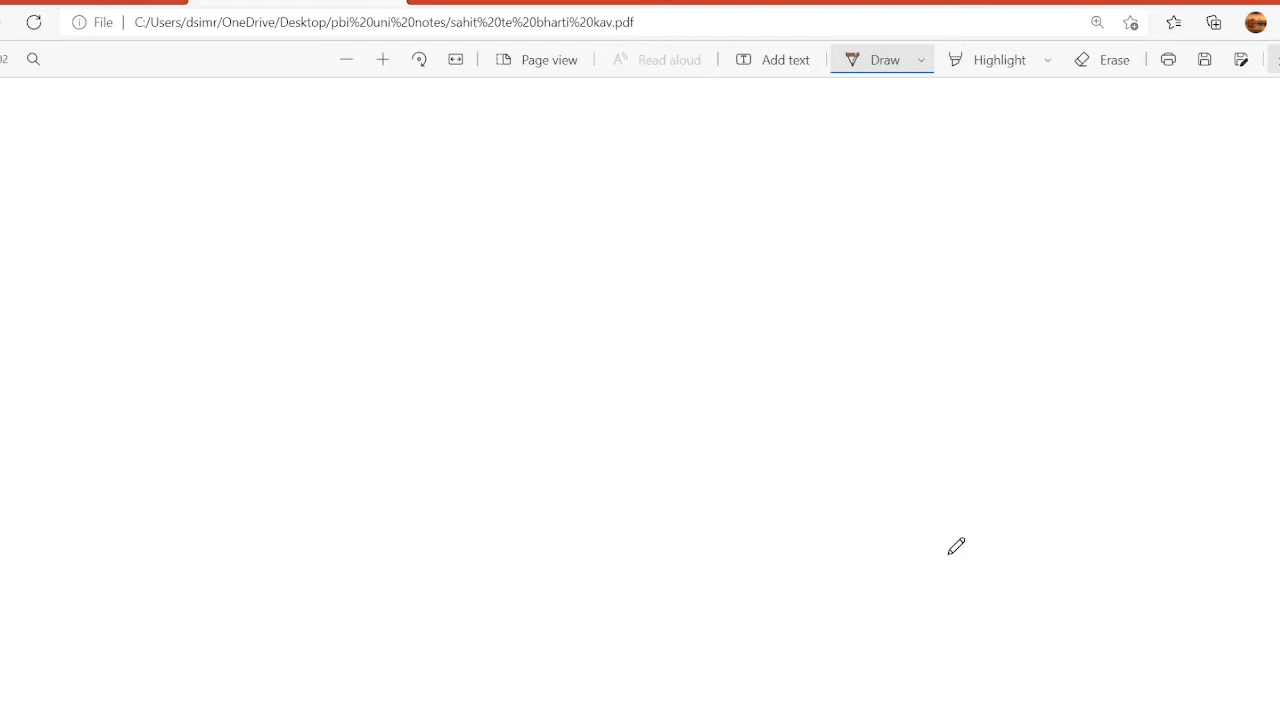 File C:/Users/dsimr/OneDrive/Desktop/pbi%20uni%20notes/sahit%20te%20bharti%20kav.pdf
02 Page view Read aloud Add text Draw Highlight Erase